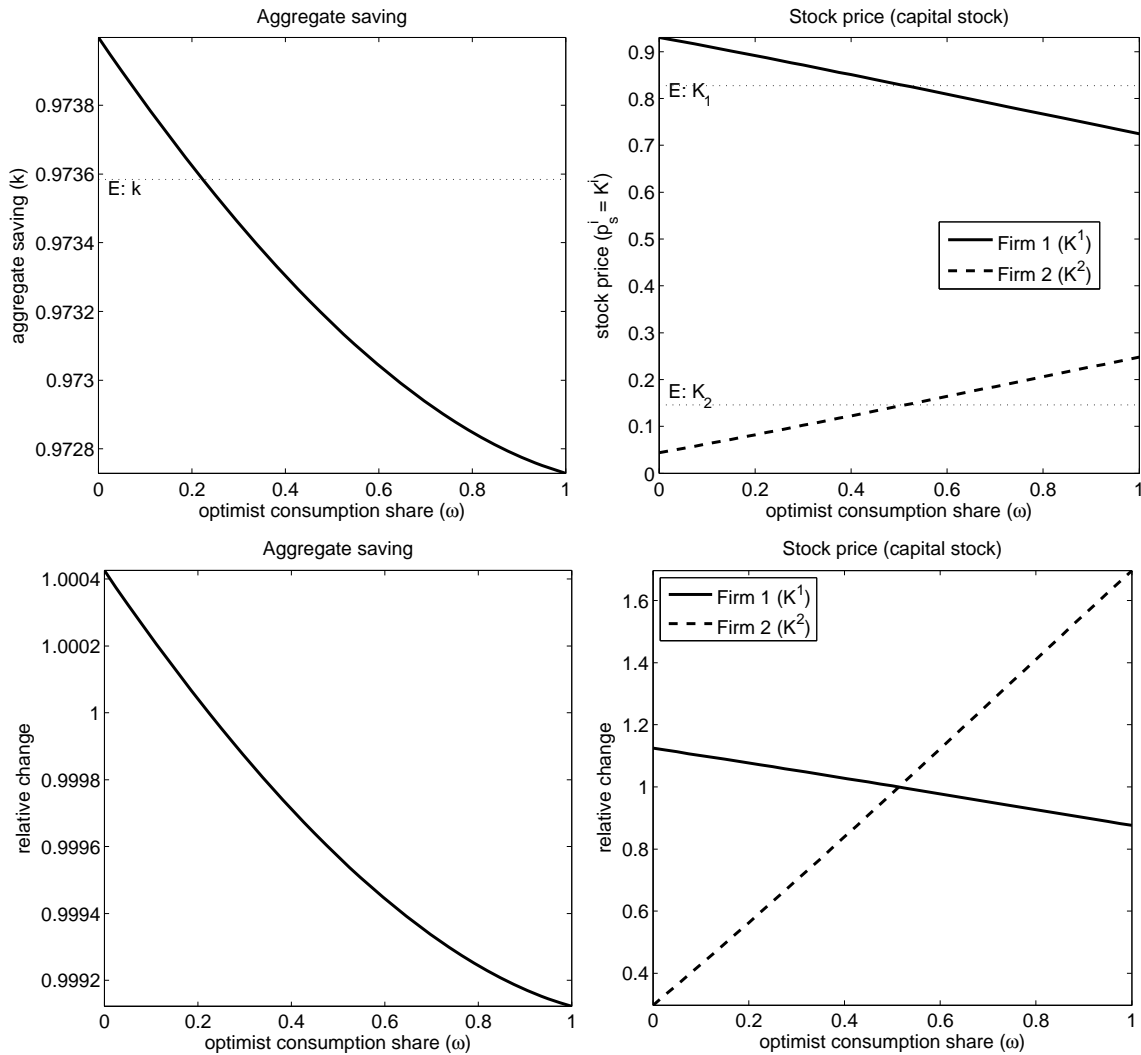 Aggregate saving
0.9738
0.9736
0.9734
0.9732
0.973
0.9728
aggregate saving (k)
E: k
0 0.2 0.4 0.6 0.8 1
optimist consumption share (ω)
Stock price (capital stock)
0.9
0.8
0.7
0.6
0.5
0.4
0.3
0.2
0.1
0
stock price (p_s^i = K^i)
E: K_1
Firm 1 (K^1)
Firm 2 (K^2)
E: K_2
0 0.2 0.4 0.6 0.8 1
optimist consumption share (ω)
Aggregate saving
1.0004
1.0002
1
0.9998
0.9996
0.9994
0.9992
relative change
0 0.2 0.4 0.6 0.8 1
optimist consumption share (ω)
Stock price (capital stock)
Firm 1 (K^1)
Firm 2 (K^2)
1.6
1.4
1.2
1
0.8
0.6
0.4
relative change
0 0.2 0.4 0.6 0.8 1
optimist consumption share (ω)